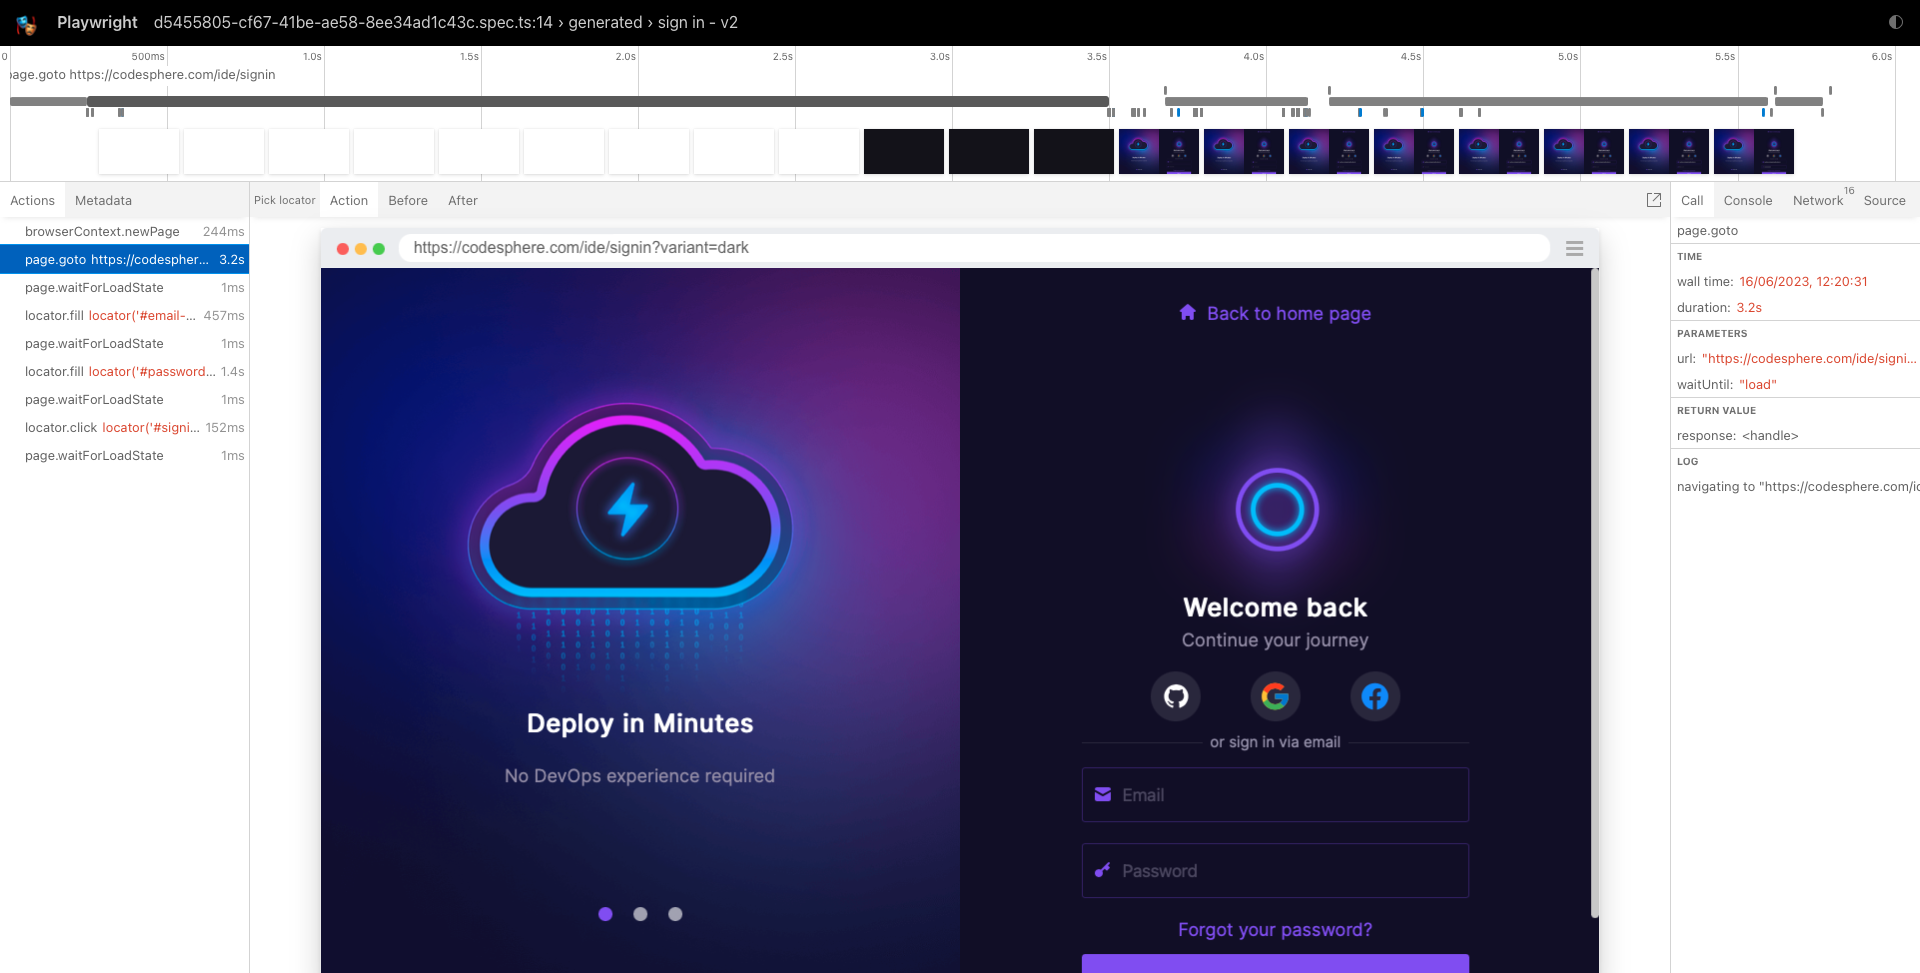 Playwright d5455805-cf67-41be-ae58-8ee34ad1c43c.spec.ts:14 › generated › sign in - v2
0 500ms 1.0s 1.5s 2.0s 2.5s 3.0s 3.5s 4.0s 4.5s 5.0s 5.5s 6.0s
page.goto https://codesphere.com/ide/signin
Actions Metadata
Pick locator Action Before After
Call Console Network 16 Source
browserContext.newPage 244ms
page.goto https://codespher... 3.2s
page.waitForLoadState 1ms
locator.fill locator('#email-... 457ms
page.waitForLoadState 1ms
locator.fill locator('#password... 1.4s
page.waitForLoadState 1ms
locator.click locator('#signi... 152ms
page.waitForLoadState 1ms
https://codesphere.com/ide/signin?variant=dark
Deploy in Minutes
No DevOps experience required
Back to home page
Welcome back
Continue your journey
or sign in via email
Email
Password
Forgot your password?
page.goto
TIME
wall time: 16/06/2023, 12:20:31
duration: 3.2s
PARAMETERS
url: "https://codesphere.com/ide/signi...
waitUntil: "load"
RETURN VALUE
response: <handle>
LOG
navigating to "https://codesphere.com/id